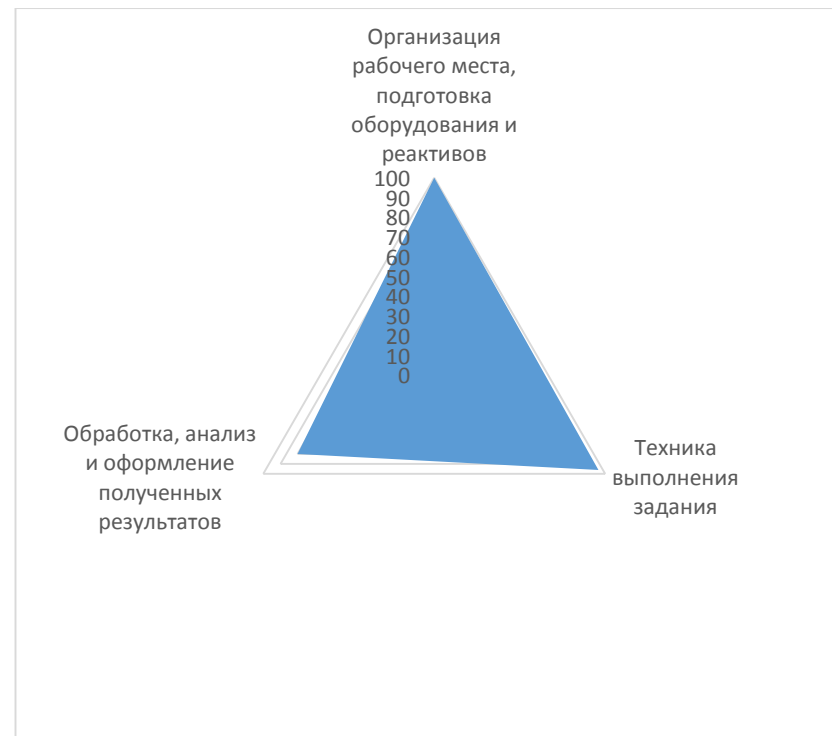 Организация
рабочего места,
подготовка
оборудования и
реактивов
100
90
80
70
60
50
40
30
20
10
0
Обработка, анализ
и оформление
полученных
результатов
Техника
выполнения
задания